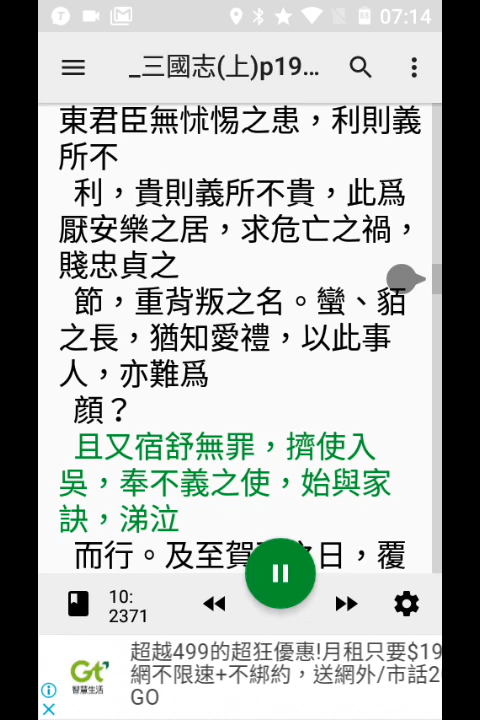 07:14
_三國志(上)p19...
東君臣無怵惕之患，利則義
所不
利，貴則義所不貴，此爲
厭安樂之居，求危亡之禍，
賤忠貞之
節，重背叛之名。蠻、貊
之長，猶知愛禮，以此事
人，亦難爲
顔？
且又宿舒無罪，擠使入
吳，奉不義之使，始與家
訣，涕泣
而行。及至賀 之日，覆
10:
2371
超越499的超狂優惠!月租只要$19
網不限速+不綁約，送網外/市話2
GO
Gt
智慧生活